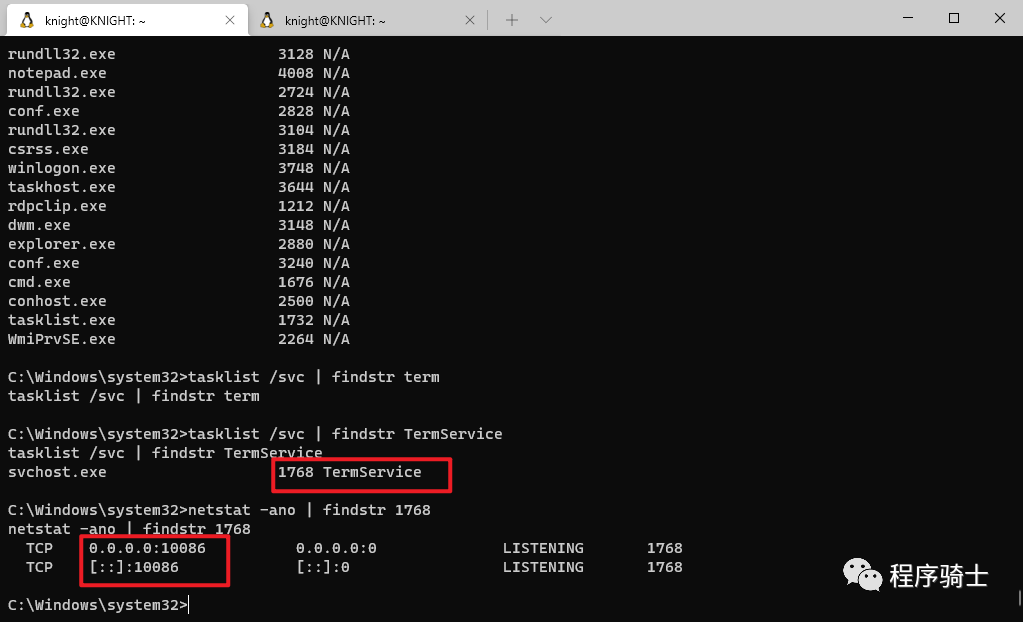 knight@KNIGHT: ~ knight@KNIGHT: ~
rundll32.exe 3128 N/A
notepad.exe 4008 N/A
rundll32.exe 2724 N/A
conf.exe 2828 N/A
rundll32.exe 3104 N/A
csrss.exe 3184 N/A
winlogon.exe 3748 N/A
taskhost.exe 3644 N/A
rdpclip.exe 1212 N/A
dwm.exe 3148 N/A
explorer.exe 2880 N/A
conf.exe 3240 N/A
cmd.exe 1676 N/A
conhost.exe 2500 N/A
tasklist.exe 1732 N/A
WmiPrvSE.exe 2264 N/A
C:\Windows\system32>tasklist /svc | findstr term
tasklist /svc | findstr term
C:\Windows\system32>tasklist /svc | findstr TermService
tasklist /svc | findstr TermService
svchost.exe 1768 TermService
C:\Windows\system32>netstat -ano | findstr 1768
netstat -ano | findstr 1768
TCP 0.0.0.0:10086 0.0.0.0:0 LISTENING 1768
TCP [::]:10086 [::]:0 LISTENING 1768
程序骑士
C:\Windows\system32>